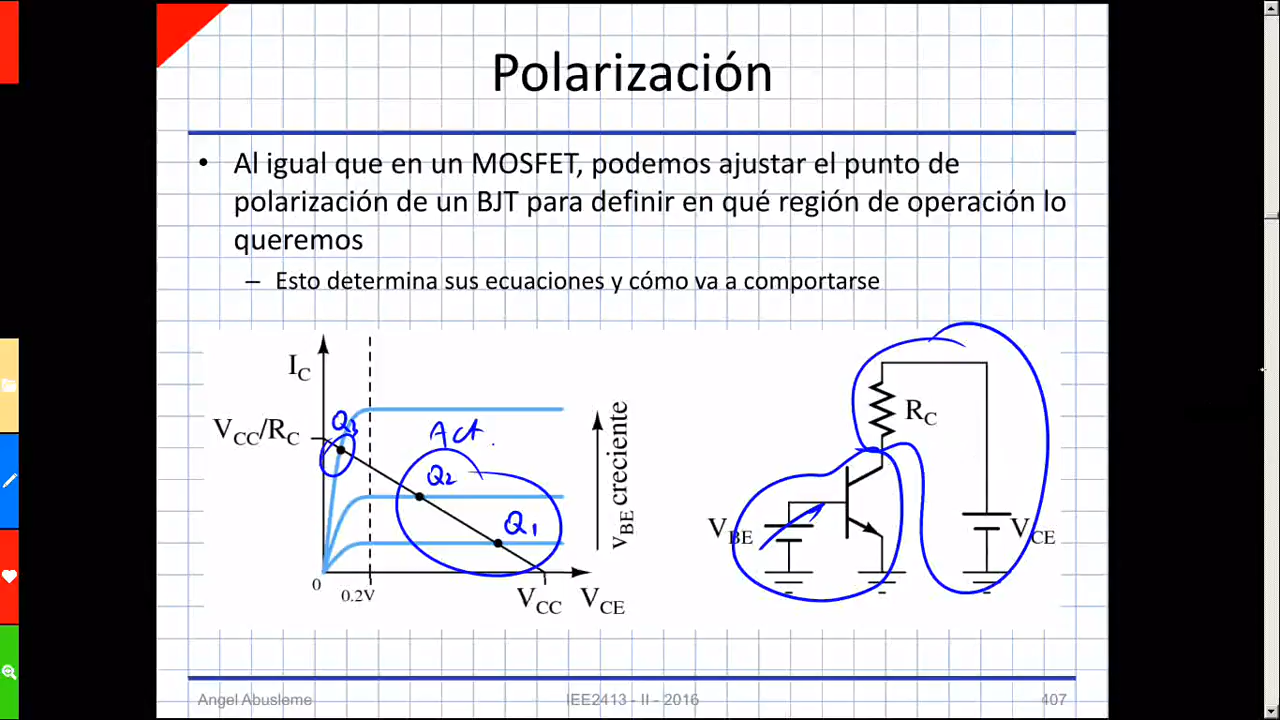 Polarización
• Al igual que en un MOSFET, podemos ajustar el punto de
polarización de un BJT para definir en qué región de operación lo
queremos
– Esto determina sus ecuaciones y cómo va a comportarse
I_C
V_CC/R_C
Q3
Act.
Q2
Q1
0
0.2V
V_CC
V_CE
V_BE creciente
R_C
V_BE
V_CE
Angel Abusleme
IEE2413 - II - 2016
407